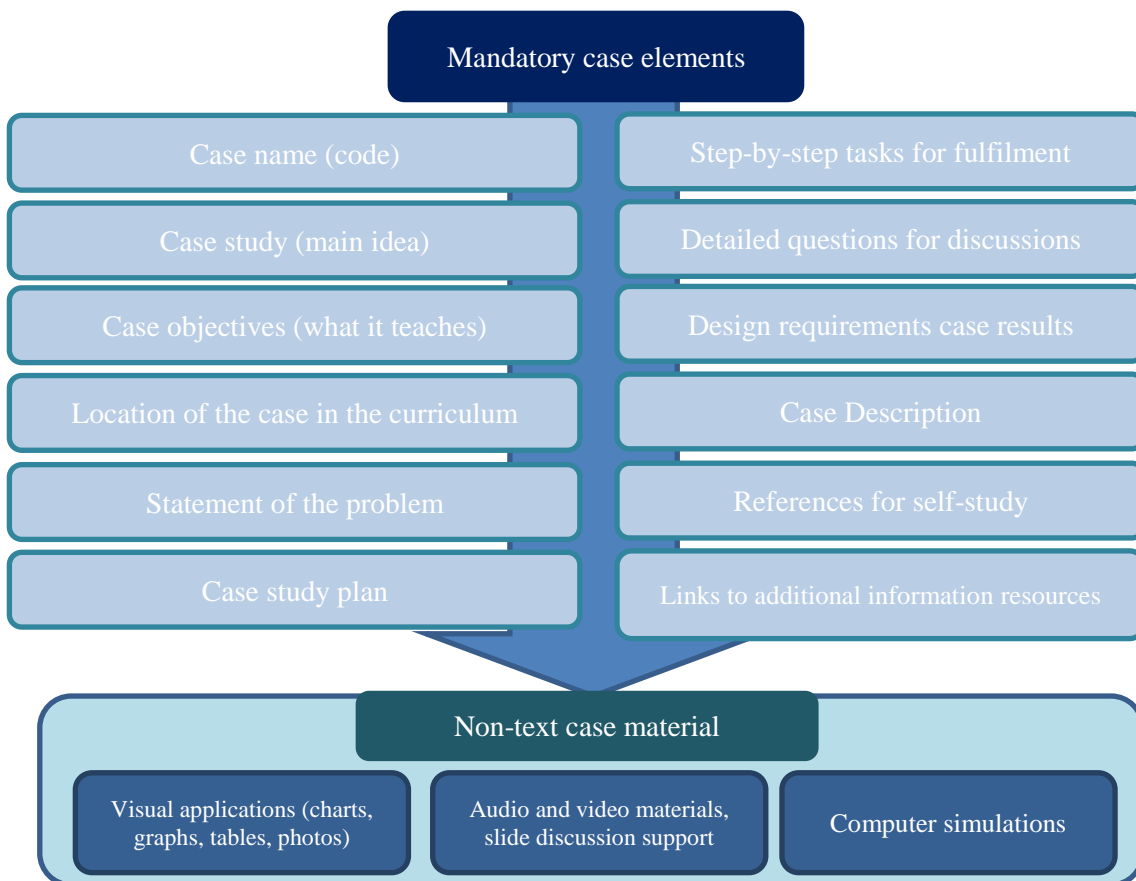 Mandatory case elements
Case name (code)
Case study (main idea)
Case objectives (what it teaches)
Location of the case in the curriculum
Statement of the problem
Case study plan
Step-by-step tasks for fulfilment
Detailed questions for discussions
Design requirements case results
Case Description
References for self-study
Links to additional information resources
Non-text case material
Visual applications (charts,
graphs, tables, photos)
Audio and video materials,
slide discussion support
Computer simulations